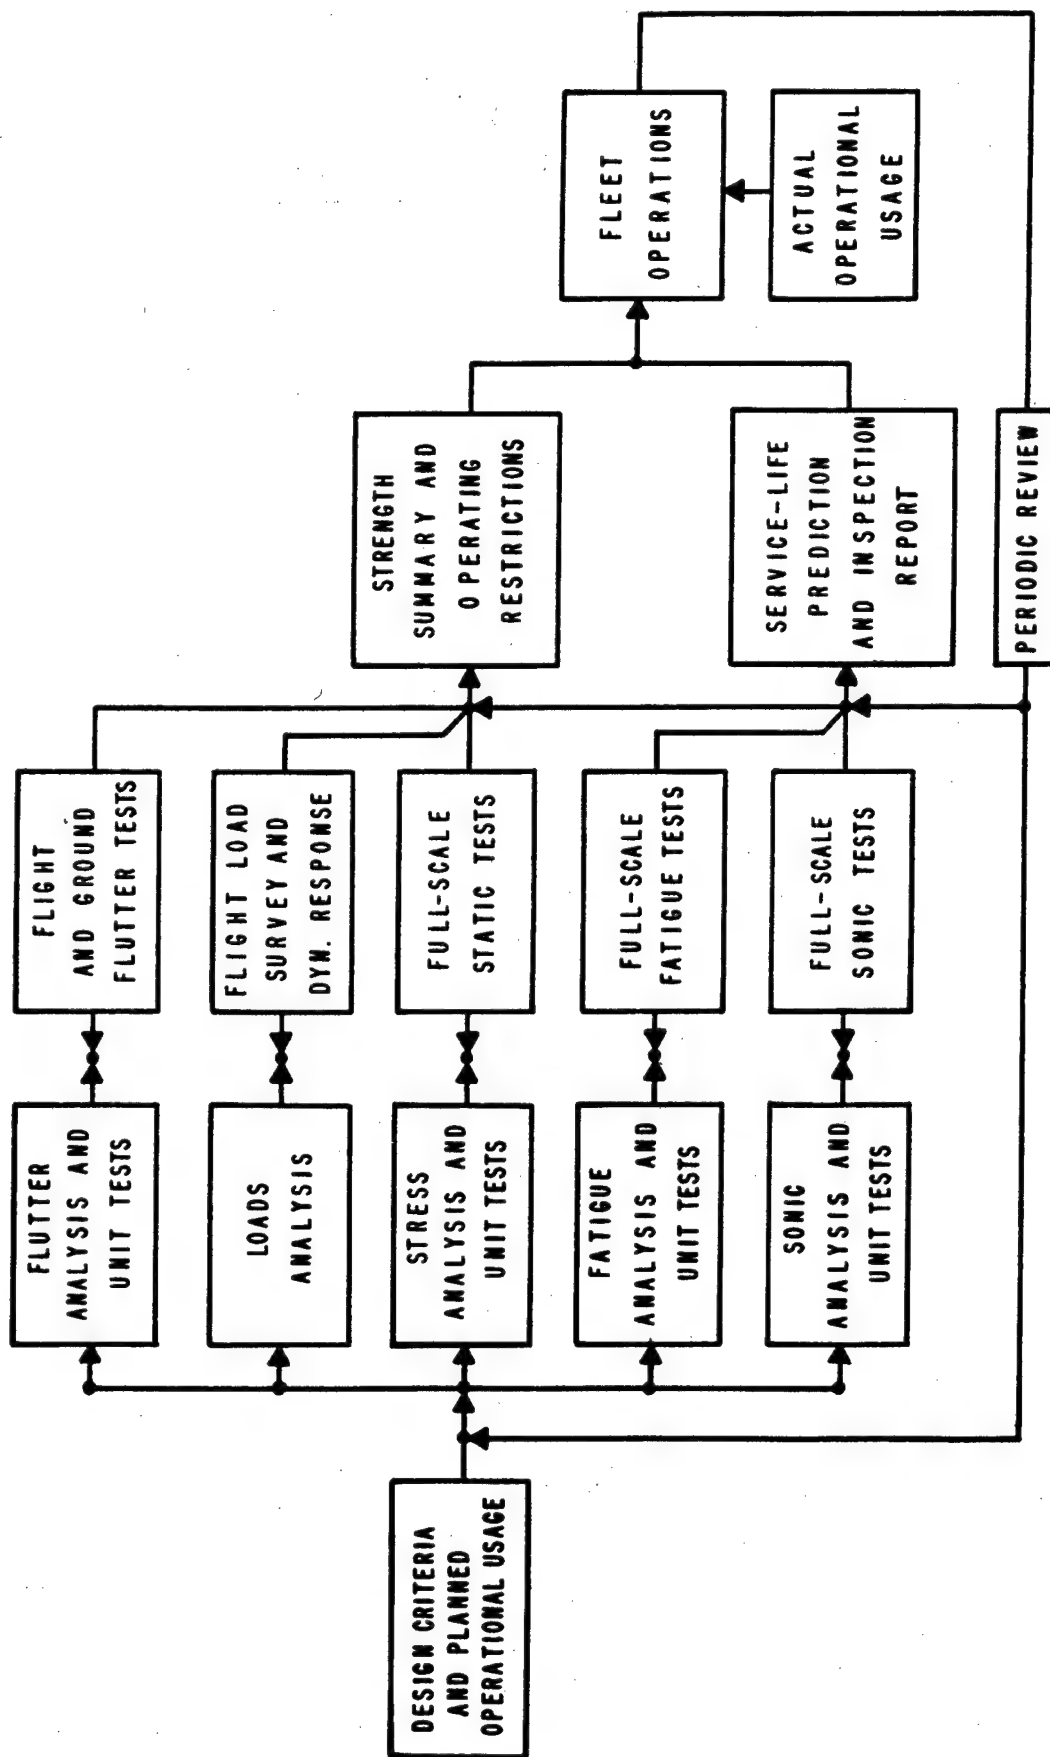 DESIGN CRITERIA
AND PLANNED
OPERATIONAL USAGE
FLUTTER
ANALYSIS AND
UNIT TESTS
LOADS
ANALYSIS
STRESS
ANALYSIS AND
UNIT TESTS
FATIGUE
ANALYSIS AND
UNIT TESTS
SONIC
ANALYSIS AND
UNIT TESTS
FLIGHT
AND GROUND
FLUTTER TESTS
FLIGHT LOAD
SURVEY AND
DYN. RESPONSE
FULL-SCALE
STATIC TESTS
FULL-SCALE
FATIGUE TESTS
FULL-SCALE
SONIC TESTS
STRENGTH
SUMMARY AND
OPERATING
RESTRICTIONS
SERVICE-LIFE
PREDICTION
AND INSPECTION
REPORT
PERIODIC REVIEW
FLEET
OPERATIONS
ACTUAL
OPERATIONAL
USAGE